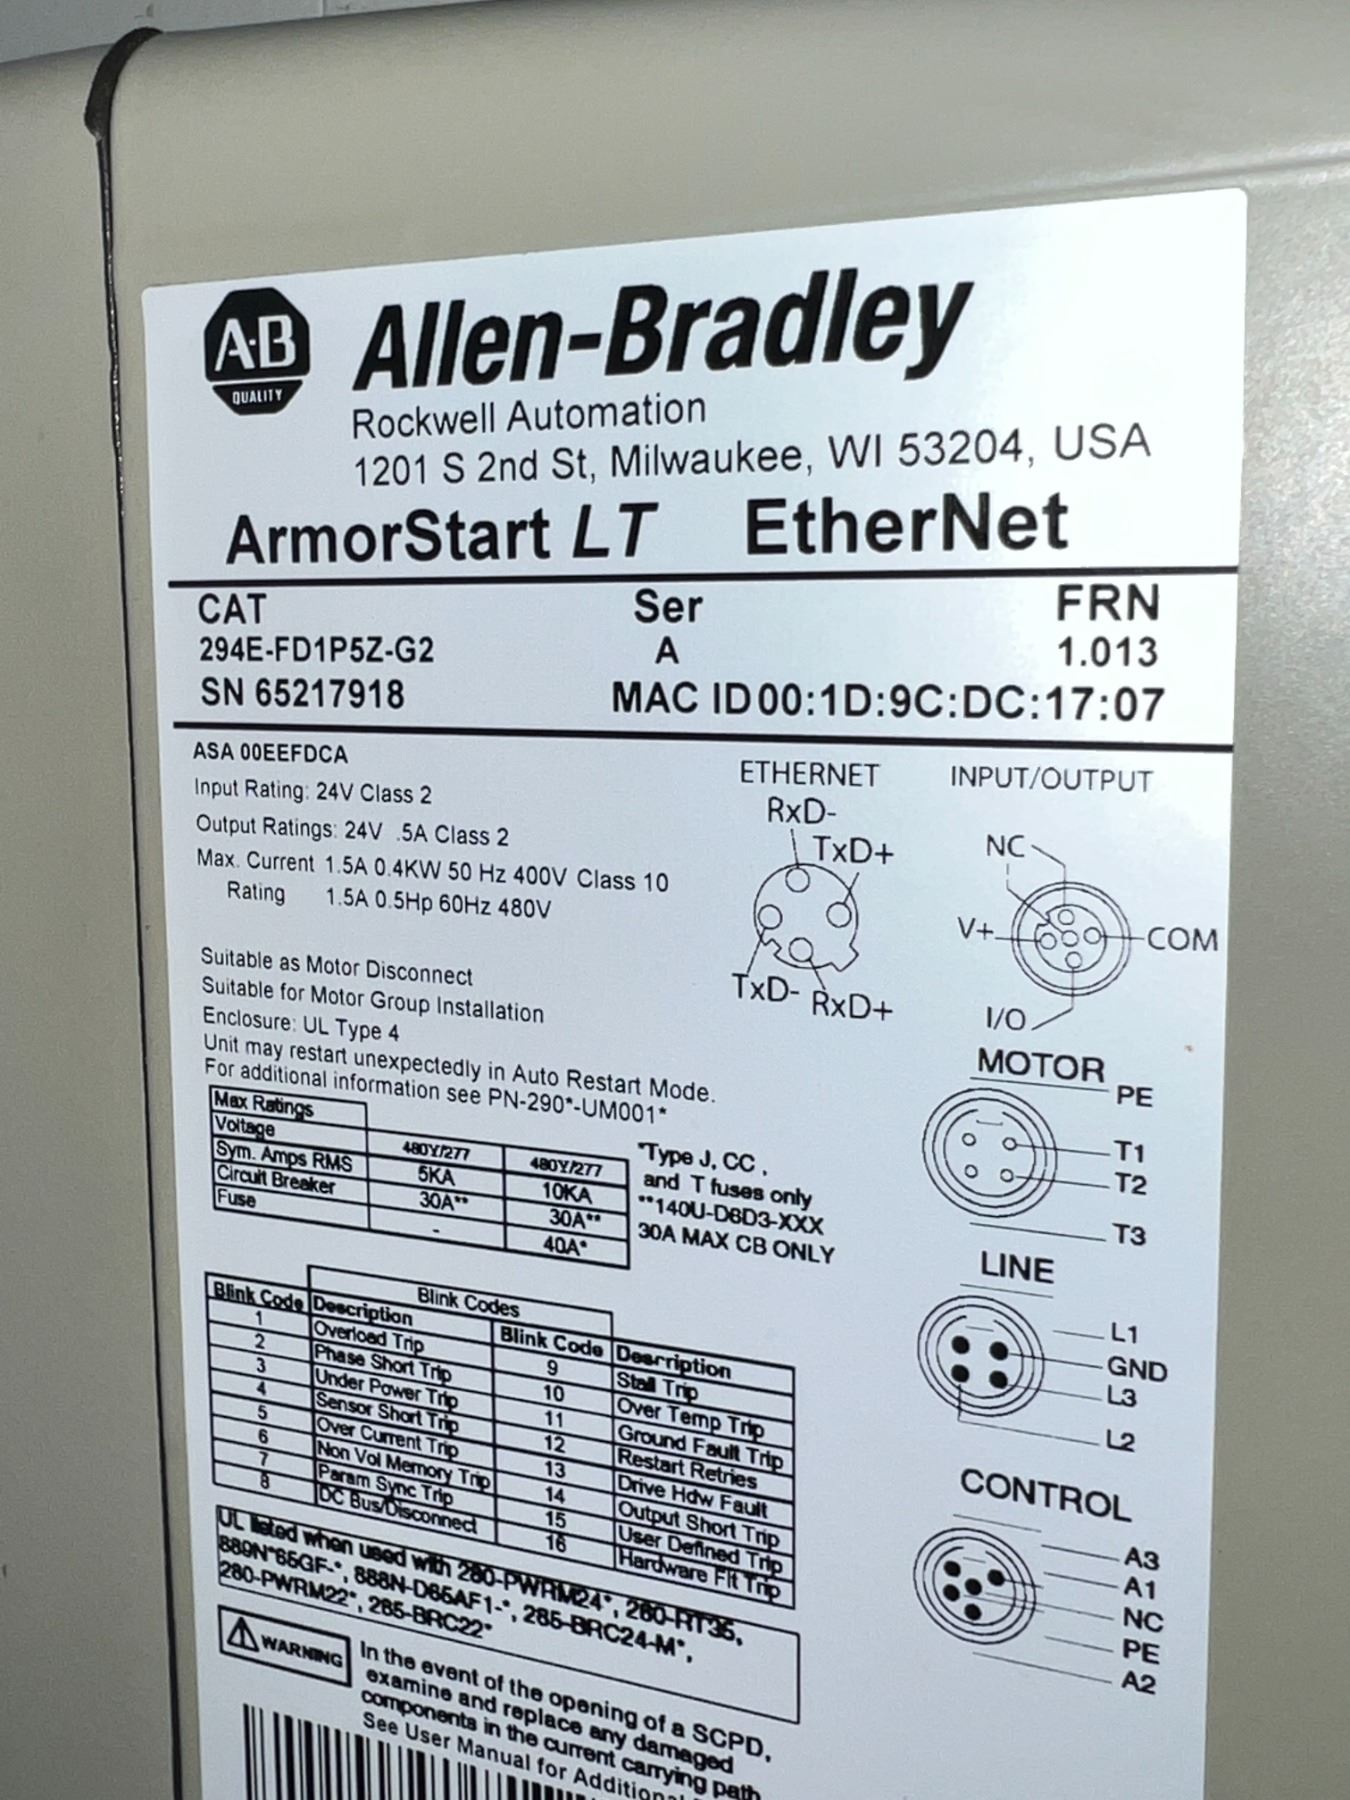 A·B
QUALITY
Allen-Bradley
Rockwell Automation
1201 S 2nd St, Milwaukee, WI 53204, USA
ArmorStart LT EtherNet
CAT Ser FRN
294E-FD1P5Z-G2 A 1.013
SN 65217918 MAC ID 00:1D:9C:DC:17:07
ASA 00EEFDCA
Input Rating: 24V Class 2
Output Ratings: 24V .5A Class 2
Max. Current 1.5A 0.4KW 50 Hz 400V Class 10
Rating 1.5A 0.5Hp 60Hz 480V
Suitable as Motor Disconnect
Suitable for Motor Group Installation
Enclosure: UL Type 4
Unit may restart unexpectedly in Auto Restart Mode.
For additional information see PN-290*-UM001*
ETHERNET
RxD-
TxD+
TxD-
RxD+
INPUT/OUTPUT
NC
V+
COM
I/O
MOTOR
PE
T1
T2
T3
LINE
L1
GND
L3
L2
CONTROL
A3
A1
NC
PE
A2
Max Ratings
Voltage 480Y/277 480Y/277
Sym. Amps RMS 5KA 10KA
Circuit Breaker 30A** 30A**
Fuse - 40A*
*Type J, CC ,
and T fuses only
**140U-D6D3-XXX
30A MAX CB ONLY
Blink Codes
Blink Code Description Blink Code Description
1 Overload Trip 9 Stall Trip
2 Phase Short Trip 10 Over Temp Trip
3 Under Power Trip 11 Ground Fault Trip
4 Sensor Short Trip 12 Restart Retries
5 Over Current Trip 13 Drive Hdw Fault
6 Non Vol Memory Trip 14 Output Short Trip
7 Param Sync Trip 15 User Defined Trip
8 DC Bus/Disconnect 16 Hardware Flt Trip
UL listed when used with 280-PWRM24*, 280-RT35,
889N*65GF-*, 888N-D65AF1-*, 285-BRC24-M*,
280-PWRM22*, 285-BRC22*
WARNING
In the event of the opening of a SCPD,
examine and replace any damaged
components in the current carrying path
See User Manual for